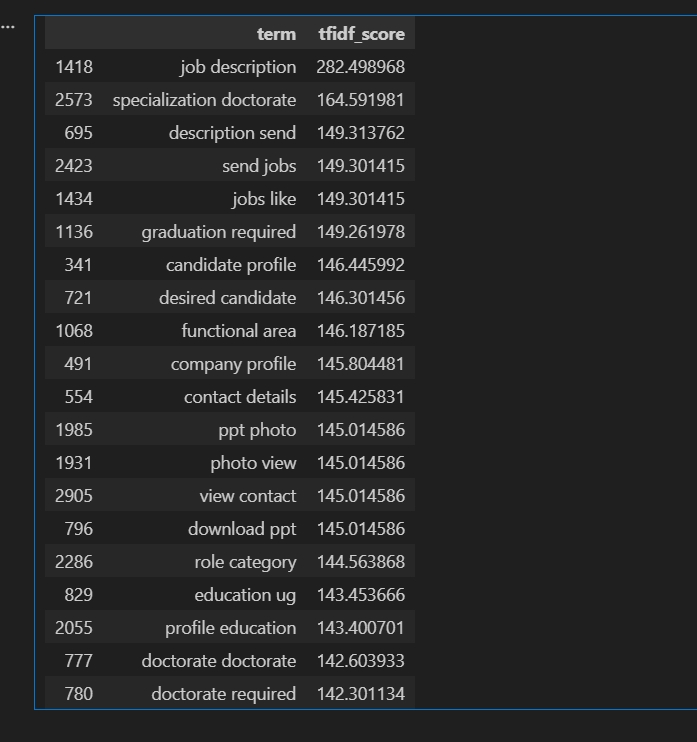 ...
term tfidf_score
1418 job description 282.498968
2573 specialization doctorate 164.591981
695 description send 149.313762
2423 send jobs 149.301415
1434 jobs like 149.301415
1136 graduation required 149.261978
341 candidate profile 146.445992
721 desired candidate 146.301456
1068 functional area 146.187185
491 company profile 145.804481
554 contact details 145.425831
1985 ppt photo 145.014586
1931 photo view 145.014586
2905 view contact 145.014586
796 download ppt 145.014586
2286 role category 144.563868
829 education ug 143.453666
2055 profile education 143.400701
777 doctorate doctorate 142.603933
780 doctorate required 142.301134